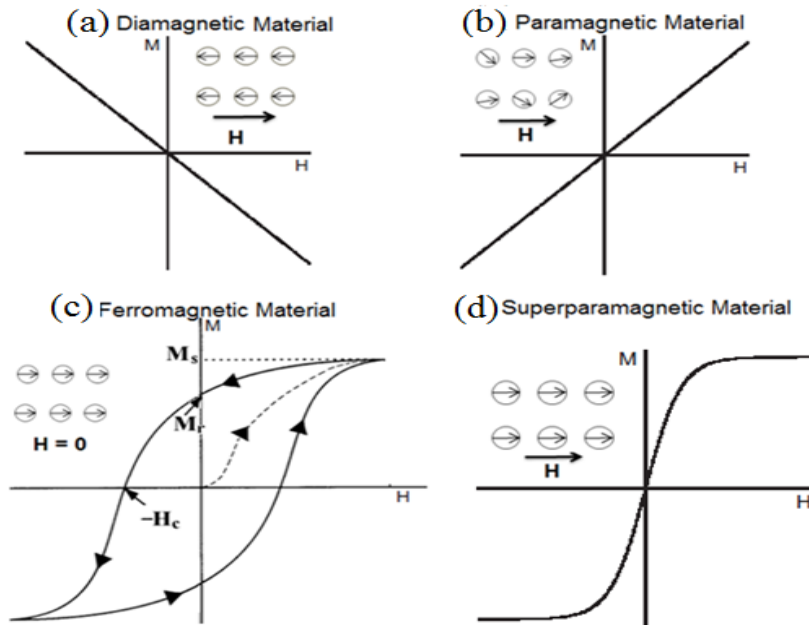 (a) Diamagnetic Material
M
H
H
(b) Paramagnetic Material
M
H
H
(c) Ferromagnetic Material
M
Ms
Mr
H = 0
H
−Hc
(d) Superparamagnetic Material
M
H
H